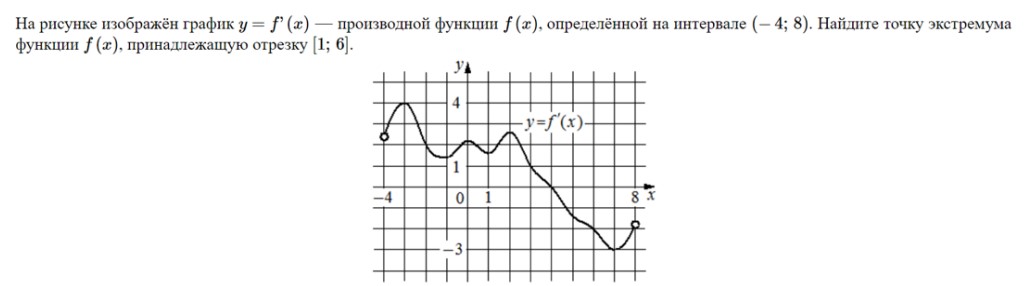 На рисунке изображён график y = f' (x) — производной функции f (x), определённой на интервале (− 4; 8). Найдите точку экстремума
функции f (x), принадлежащую отрезку [1; 6].
y
4
y=f'(x)
1
−4
0
1
8
x
−3